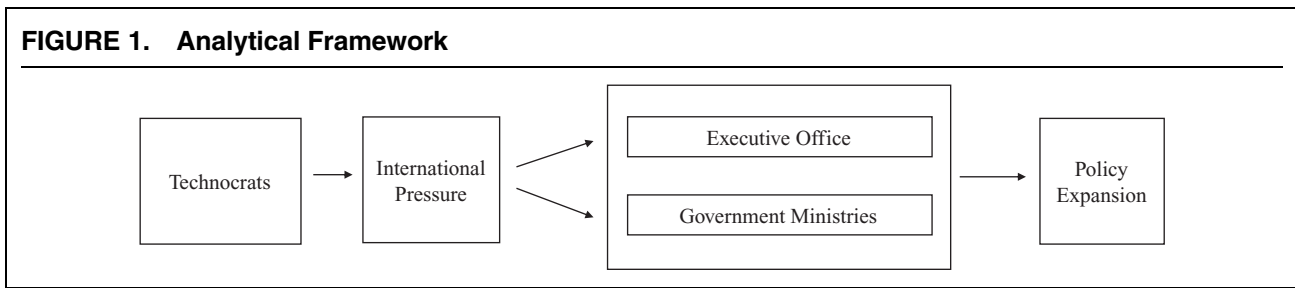 FIGURE 1. Analytical Framework
Technocrats
International
Pressure
Executive Office
Government Ministries
Policy
Expansion